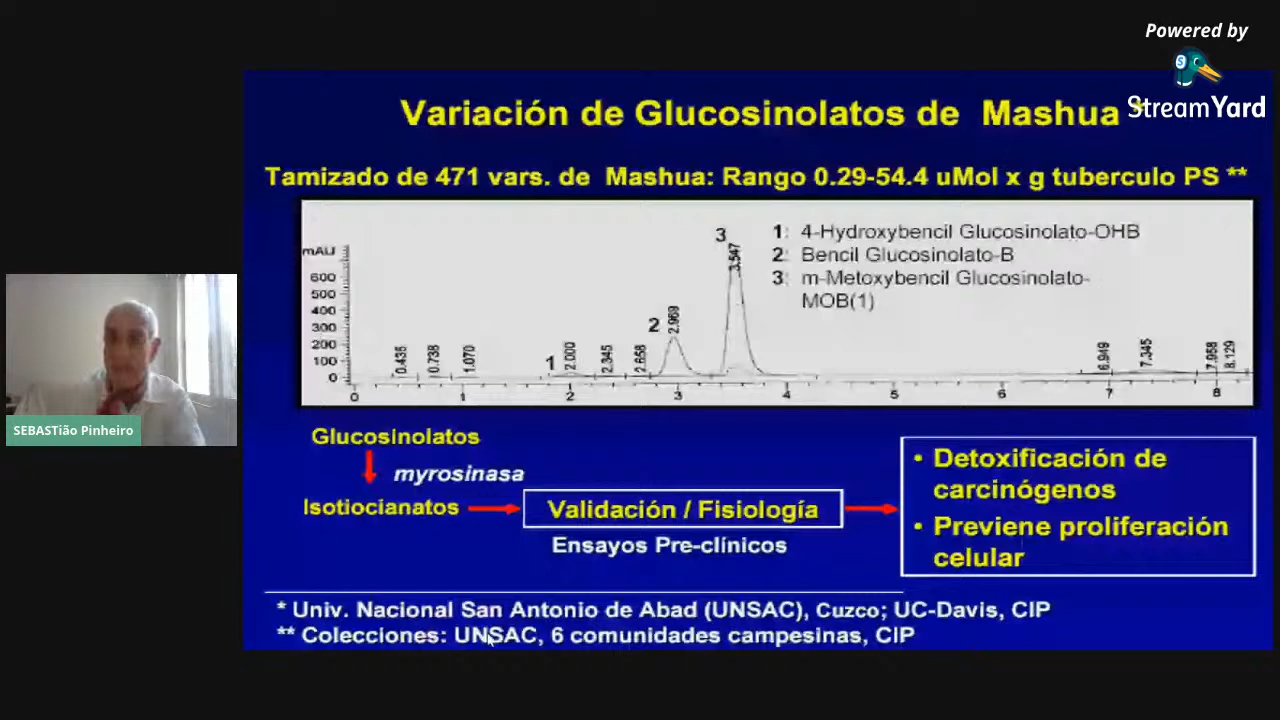 Powered by
StreamYard
Variación de Glucosinolatos de Mashua *
Tamizado de 471 vars. de Mashua: Rango 0.29-54.4 uMol x g tuberculo PS **
mAU
600
500
400
300
200
100
0
1
2.000
2
2.969
3
3.547
0.435
0.738
1.070
2.345
2.658
6.949
7.345
7.958
8.129
0 1 2 3 4 5 6 7 8
1: 4-Hydroxybencil Glucosinolato-OHB
2: Bencil Glucosinolato-B
3: m-Metoxybencil Glucosinolato-
MOB(1)
Glucosinolatos
myrosinasa
Isotiocianatos
Validación / Fisiología
Ensayos Pre-clínicos
• Detoxificación de
carcinógenos
• Previene proliferación
celular
* Univ. Nacional San Antonio de Abad (UNSAC), Cuzco; UC-Davis, CIP
** Colecciones: UNSAC, 6 comunidades campesinas, CIP
SEBASTião Pinheiro